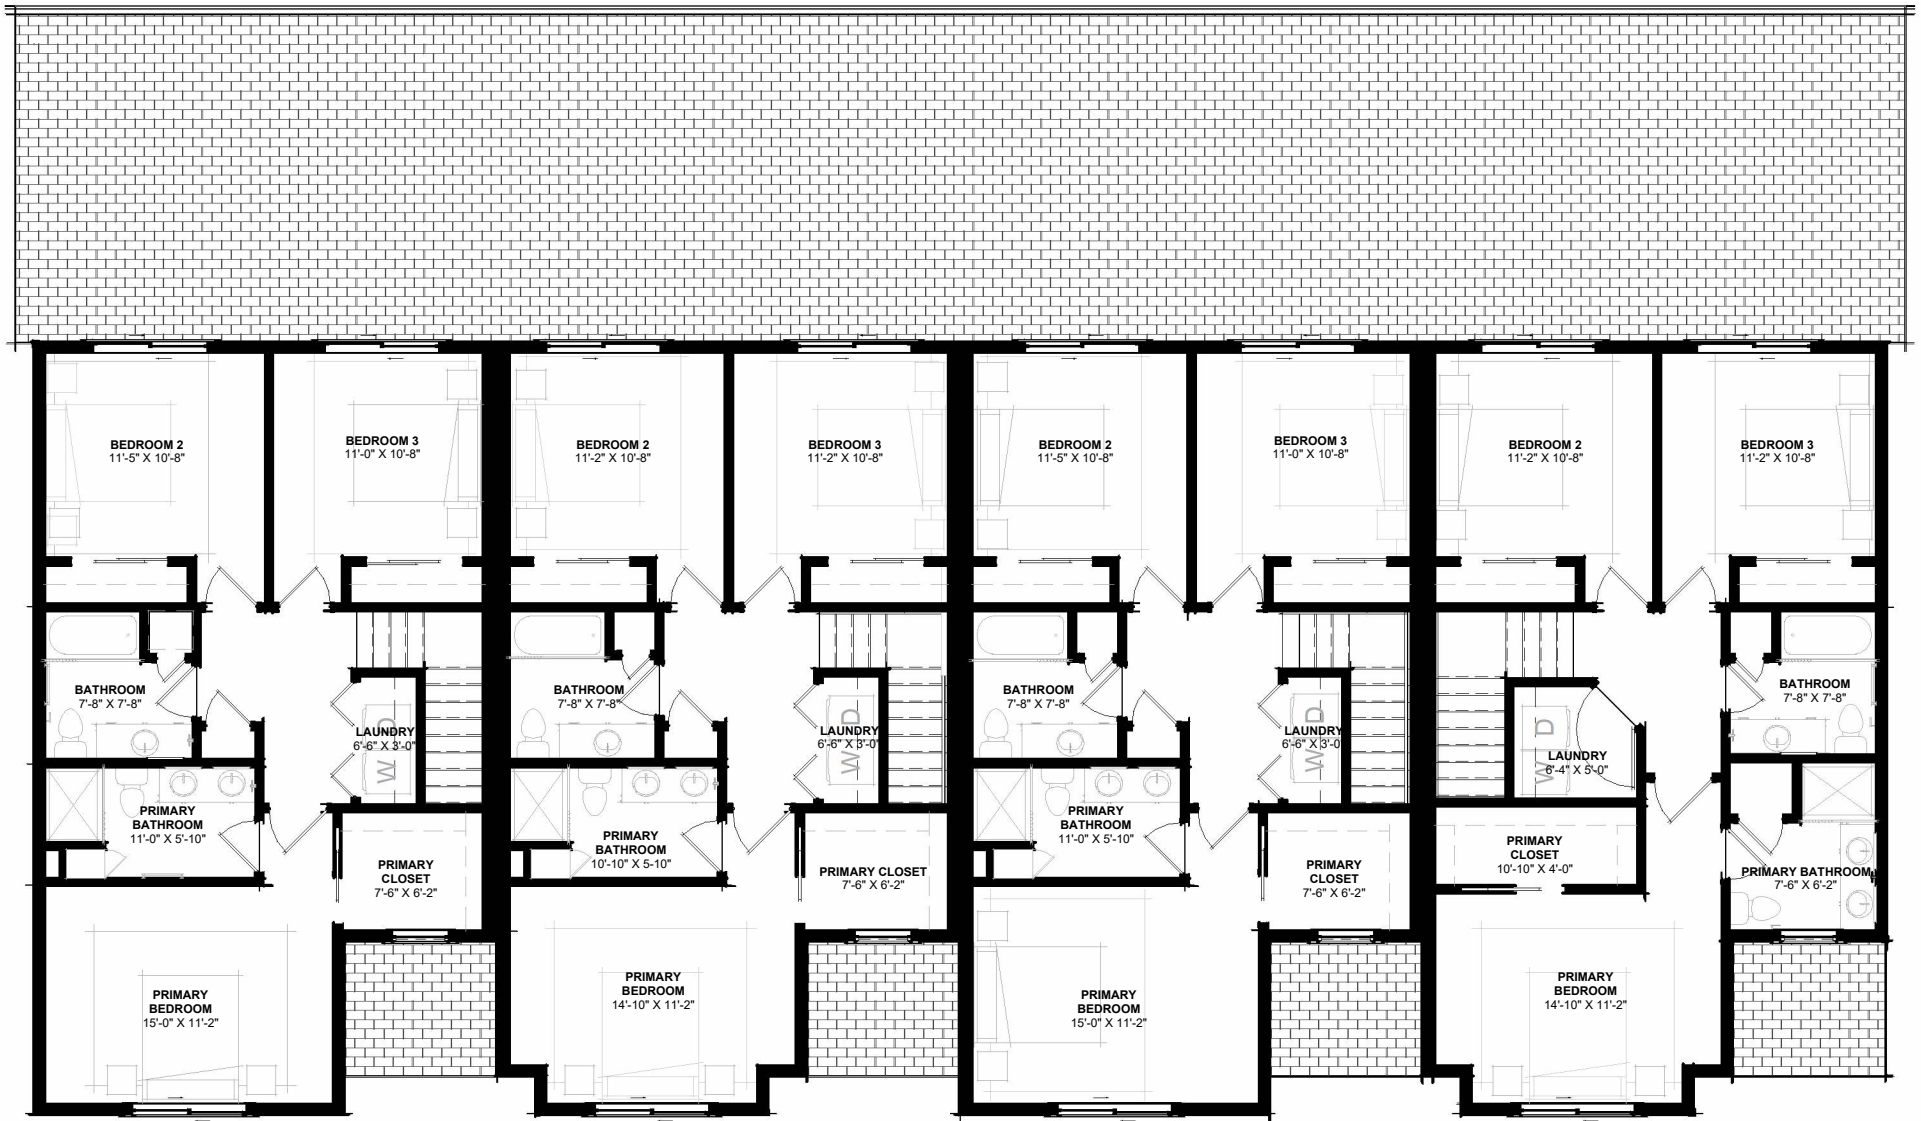 BEDROOM 2
11'-5" X 10'-8"
BEDROOM 3
11'-0" X 10'-8"
BEDROOM 2
11'-2" X 10'-8"
BEDROOM 3
11'-2" X 10'-8"
BEDROOM 2
11'-5" X 10'-8"
BEDROOM 3
11'-0" X 10'-8"
BEDROOM 2
11'-2" X 10'-8"
BEDROOM 3
11'-2" X 10'-8"
BATHROOM
7'-8" X 7'-8"
LAUNDRY
6'-6" X 3'-0"
W D
BATHROOM
7'-8" X 7'-8"
LAUNDRY
6'-6" X 3'-0"
W D
BATHROOM
7'-8" X 7'-8"
LAUNDRY
6'-6" X 3'-0"
W D
LAUNDRY
6'-4" X 5'-0"
W D
BATHROOM
7'-8" X 7'-8"
PRIMARY
BATHROOM
11'-0" X 5'-10"
PRIMARY
CLOSET
7'-6" X 6'-2"
PRIMARY
BATHROOM
10'-10" X 5'-10"
PRIMARY CLOSET
7'-6" X 6'-2"
PRIMARY
BATHROOM
11'-0" X 5'-10"
PRIMARY
CLOSET
7'-6" X 6'-2"
PRIMARY
CLOSET
10'-10" X 4'-0"
PRIMARY BATHROOM
7'-6" X 6'-2"
PRIMARY
BEDROOM
15'-0" X 11'-2"
PRIMARY
BEDROOM
14'-10" X 11'-2"
PRIMARY
BEDROOM
15'-0" X 11'-2"
PRIMARY
BEDROOM
14'-10" X 11'-2"